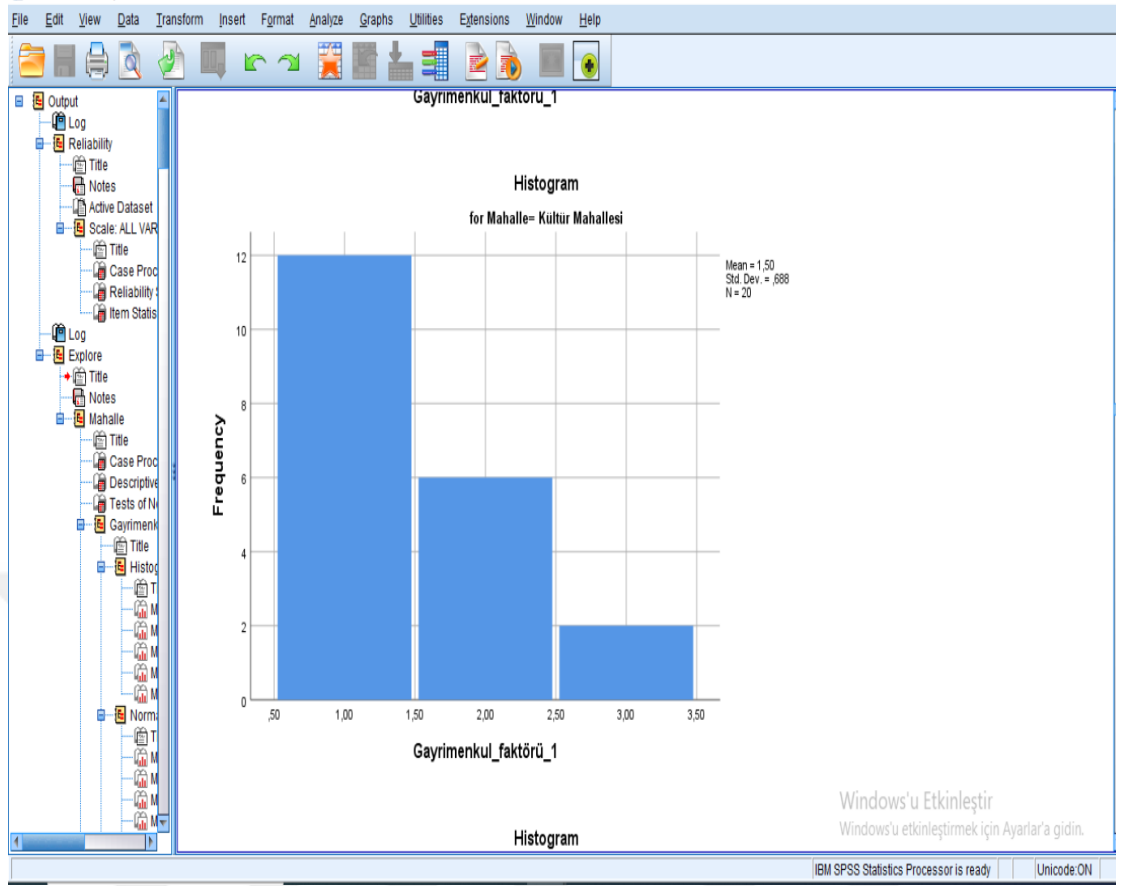 File Edit View Data Transform Insert Format Analyze Graphs Utilities Extensions Window Help
Output
Log
Reliability
Title
Notes
Active Dataset
Scale: ALL VAR
Title
Case Proc
Reliability
Item Statis
Log
Explore
Title
Notes
Mahalle
Title
Case Proc
Descriptive
Tests of
Gayrimenk
Title
Histog
T
M
M
M
M
M
Norma
T
M
M
M
M
Gayrimenkul_faktörü_1
Histogram
for Mahalle= Kültür Mahallesi
Mean = 1,50
Std. Dev. = ,688
N = 20
12
10
8
6
4
2
0
Frequency
,50 1,00 1,50 2,00 2,50 3,00 3,50
Gayrimenkul_faktörü_1
Histogram
Windows'u Etkinleştir
Windows'u etkinleştirmek için Ayarlar'a gidin.
IBM SPSS Statistics Processor is ready Unicode:ON